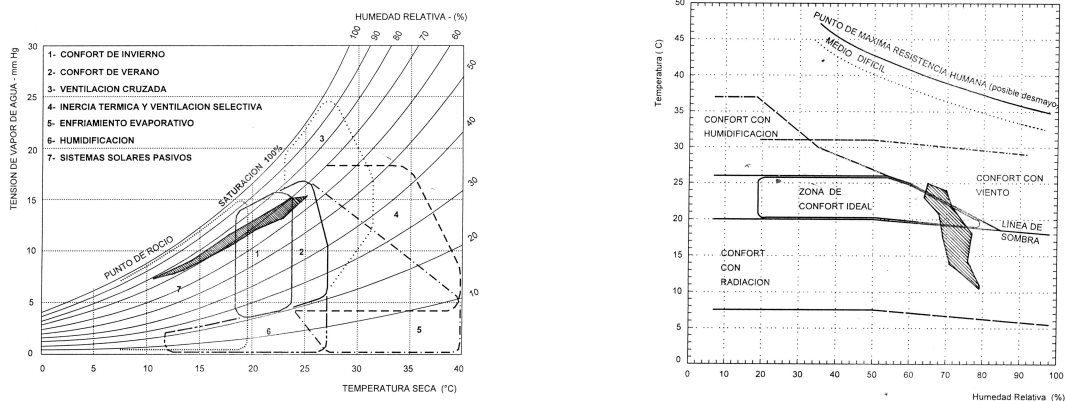 HUMEDAD RELATIVA - (%)
100
90
80
70
60
50
40
30
20
10
TENSION DE VAPOR DE AGUA - mm Hg
30
25
20
15
10
5
0
1- CONFORT DE INVIERNO
2- CONFORT DE VERANO
3- VENTILACION CRUZADA
4- INERCIA TERMICA Y VENTILACION SELECTIVA
5- ENFRIAMIENTO EVAPORATIVO
6- HUMIDIFICACION
7- SISTEMAS SOLARES PASIVOS
SATURACION 100%
PUNTO DE ROCIO
3
4
1
2
7
6
5
0 5 10 15 20 25 30 35 40
TEMPERATURA SECA (°C)
Temperatura ( C)
50
45
40
35
30
25
20
15
10
5
0
PUNTO DE MAXIMA RESISTENCIA HUMANA (posible desmayo)
MEDIO DIFICIL
CONFORT CON
HUMIDIFICACION
ZONA DE
CONFORT IDEAL
CONFORT CON
VIENTO
LINEA DE
SOMBRA
CONFORT
CON
RADIACION
0 10 20 30 40 50 60 70 80 90 100
Humedad Relativa (%)